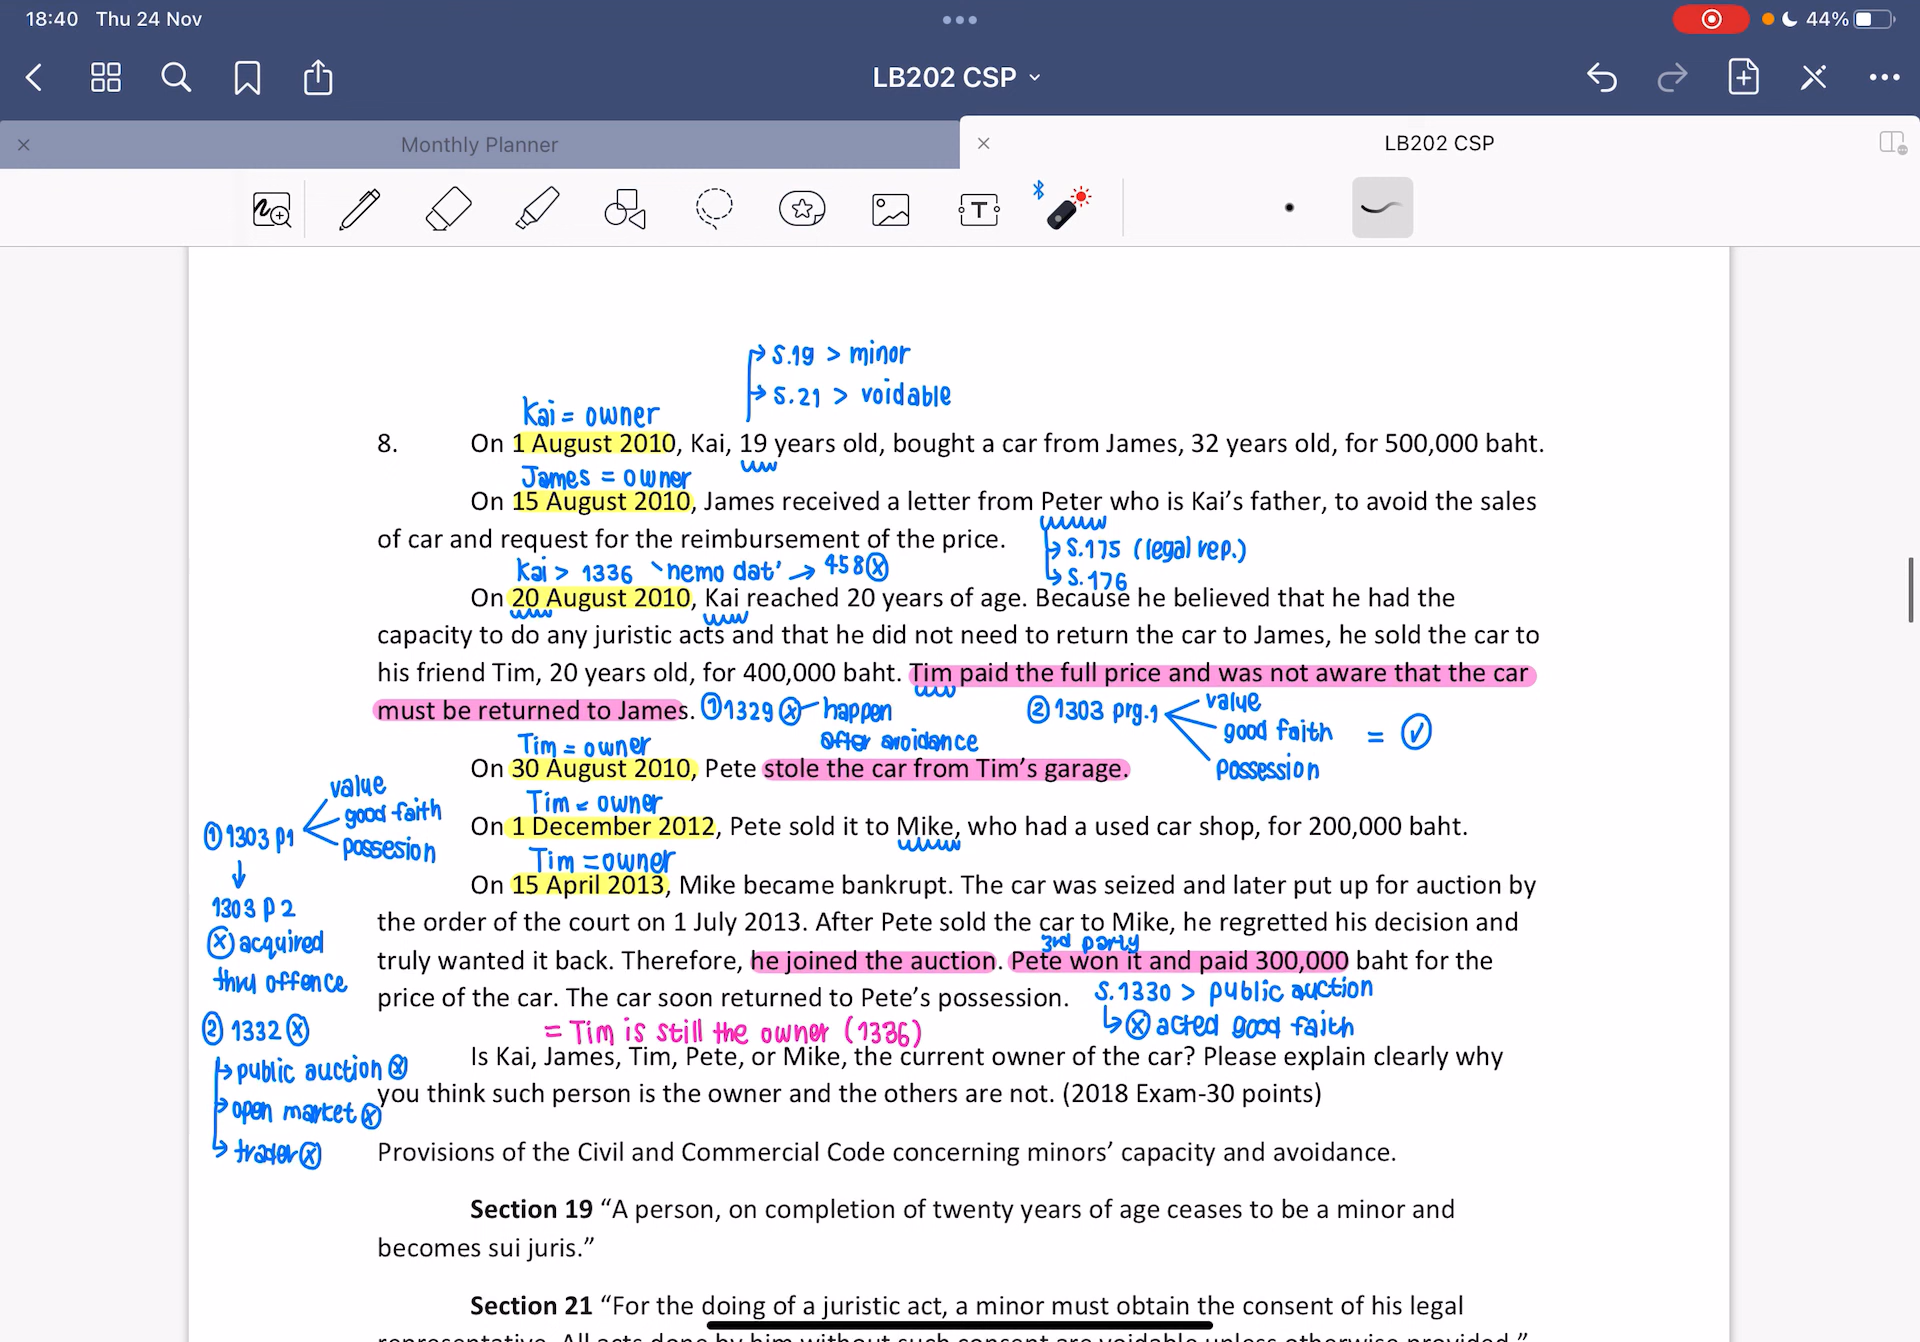 18:40 Thu 24 Nov
44%
LB202 CSP
Monthly Planner
LB202 CSP
T
S.19 > minor
S.21 > voidable
Kai = owner
8. On 1 August 2010, Kai, 19 years old, bought a car from James, 32 years old, for 500,000 baht.
James = owner
On 15 August 2010, James received a letter from Peter who is Kai’s father, to avoid the sales
of car and request for the reimbursement of the price.
S.175 (legal rep.)
S.176
Kai > 1336 'nemo dat' → 458 ⓧ
On 20 August 2010, Kai reached 20 years of age. Because he believed that he had the
capacity to do any juristic acts and that he did not need to return the car to James, he sold the car to
his friend Tim, 20 years old, for 400,000 baht. Tim paid the full price and was not aware that the car
must be returned to James.
① 1329 ⓧ happen
after avoidance
② 1303 prg.1
value
good faith
possession
= ✓
Tim = owner
On 30 August 2010, Pete stole the car from Tim’s garage.
Tim = owner
On 1 December 2012, Pete sold it to Mike, who had a used car shop, for 200,000 baht.
① 1303 p1
value
good faith
possesion
↓
1303 p2
ⓧ acquired
thru offence
② 1332 ⓧ
public auction ⓧ
open market ⓧ
trader ⓧ
Tim = owner
On 15 April 2013, Mike became bankrupt. The car was seized and later put up for auction by
the order of the court on 1 July 2013. After Pete sold the car to Mike, he regretted his decision and
3rd party
truly wanted it back. Therefore, he joined the auction. Pete won it and paid 300,000 baht for the
price of the car. The car soon returned to Pete’s possession.
S.1330 > public auction
ⓧ acted good faith
= Tim is still the owner (1336)
Is Kai, James, Tim, Pete, or Mike, the current owner of the car? Please explain clearly why
you think such person is the owner and the others are not. (2018 Exam-30 points)
Provisions of the Civil and Commercial Code concerning minors’ capacity and avoidance.
Section 19 “A person, on completion of twenty years of age ceases to be a minor and
becomes sui juris.”
Section 21 “For the doing of a juristic act, a minor must obtain the consent of his legal
representative. All acts done by him without such consent are voidable unless otherwise provided.”